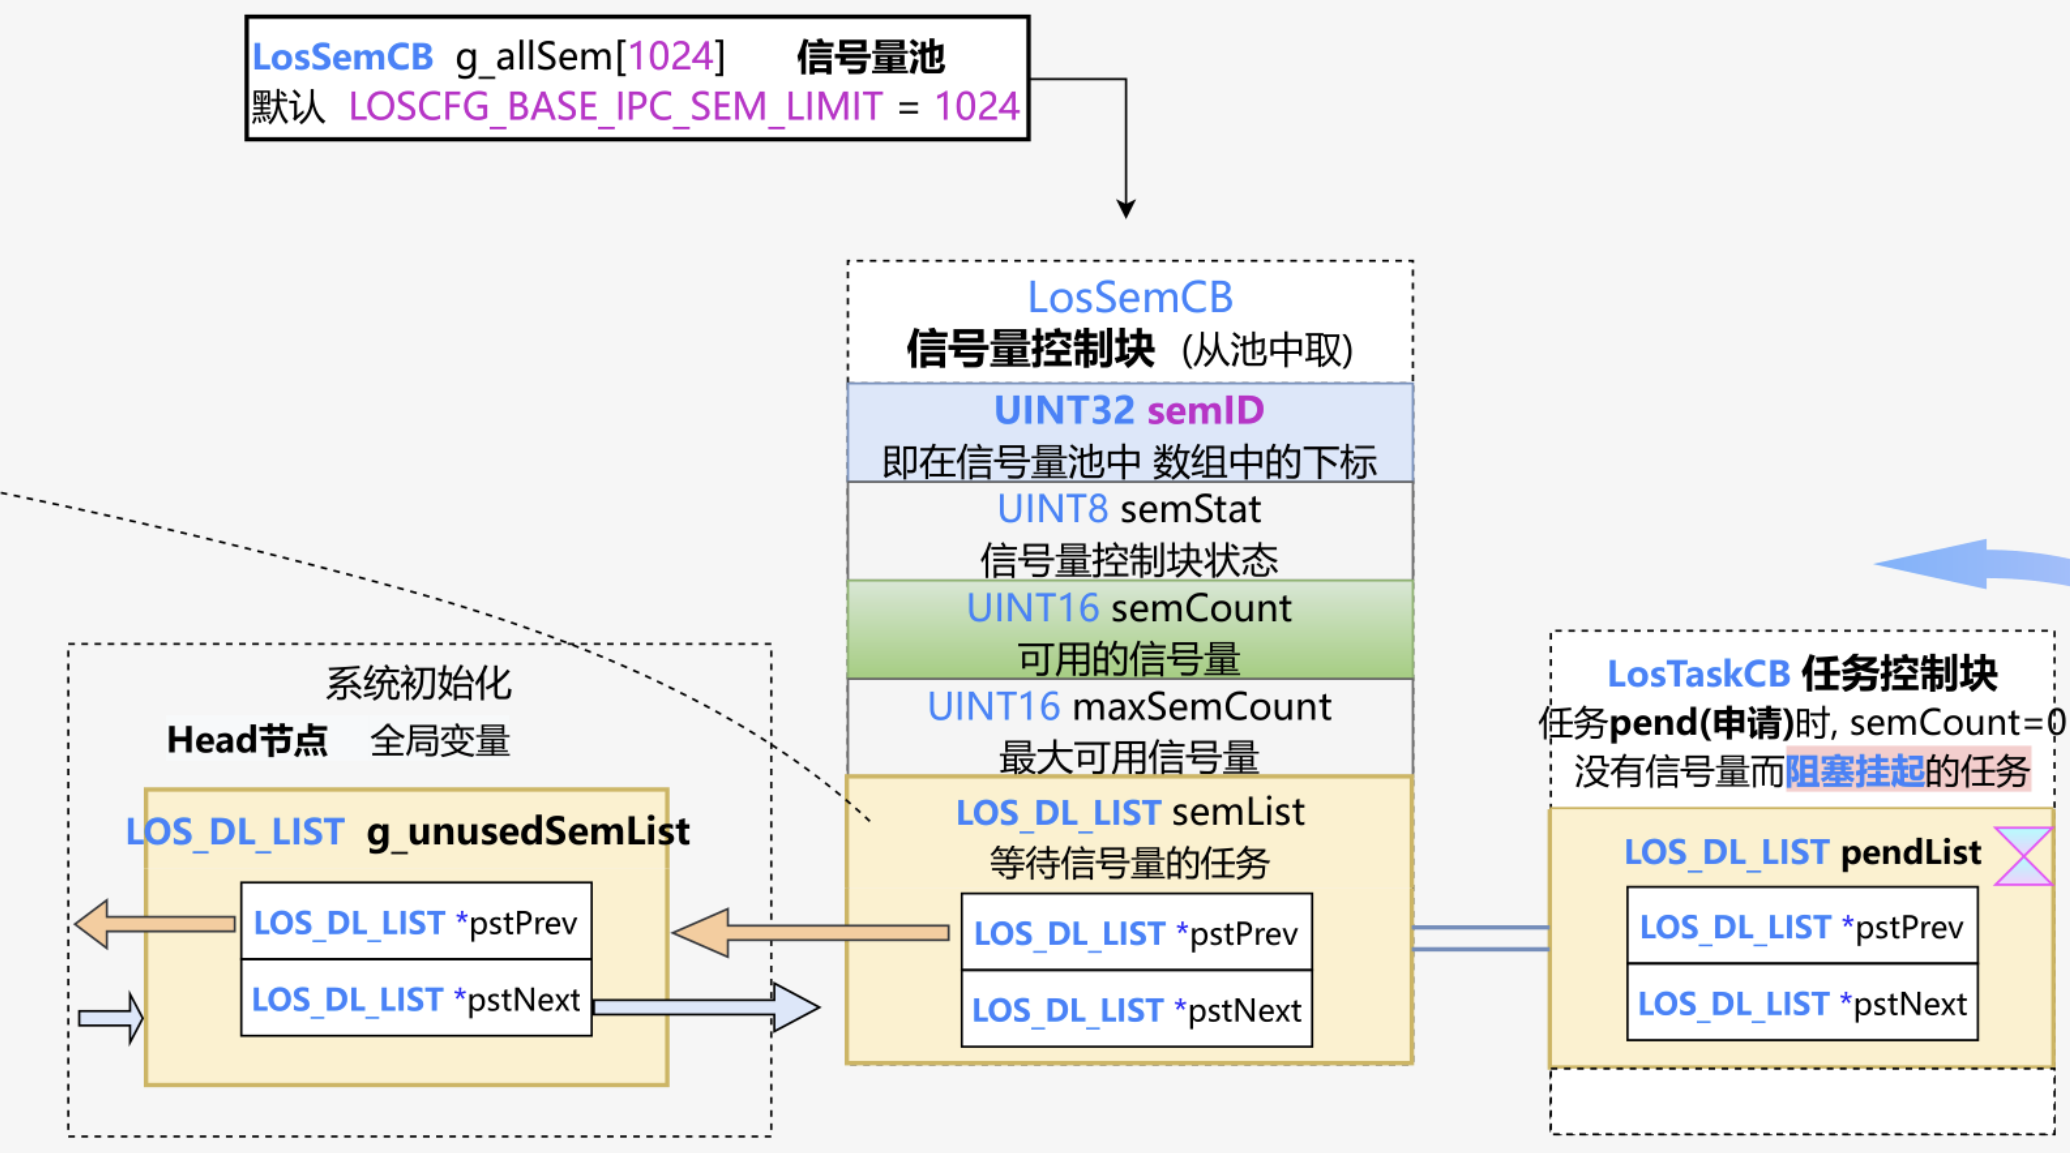 LosSemCB g_allSem[1024] 信号量池
默认 LOSCFG_BASE_IPC_SEM_LIMIT = 1024
LosSemCB
信号量控制块 (从池中取)
UINT32 semID
即在信号量池中 数组中的下标
UINT8 semStat
信号量控制块状态
UINT16 semCount
可用的信号量
UINT16 maxSemCount
最大可用信号量
LOS_DL_LIST semList
等待信号量的任务
LOS_DL_LIST *pstPrev
LOS_DL_LIST *pstNext
系统初始化
Head节点 全局变量
LOS_DL_LIST g_unusedSemList
LOS_DL_LIST *pstPrev
LOS_DL_LIST *pstNext
LosTaskCB 任务控制块
任务pend(申请)时, semCount=0
没有信号量而阻塞挂起的任务
LOS_DL_LIST pendList
LOS_DL_LIST *pstPrev
LOS_DL_LIST *pstNext